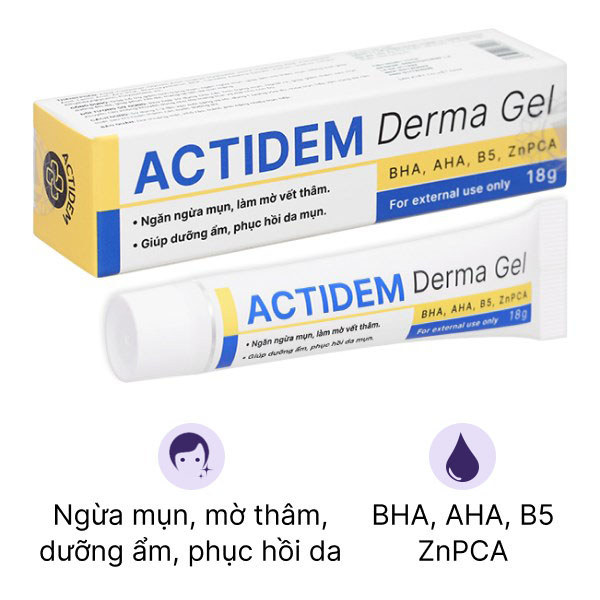 ACTIDEM
ACTIDEM Derma Gel
BHA, AHA, B5, ZnPCA
• Ngăn ngừa mụn, làm mờ vết thâm.
• Giúp dưỡng ẩm, phục hồi da mụn.
For external use only
18g
ACTIDEM Derma Gel
BHA, AHA, B5, ZnPCA
• Ngăn ngừa mụn, làm mờ vết thâm.
• Giúp dưỡng ẩm, phục hồi da mụn.
For external use only
18g
Ngừa mụn, mờ thâm,
dưỡng ẩm, phục hồi da
BHA, AHA, B5
ZnPCA